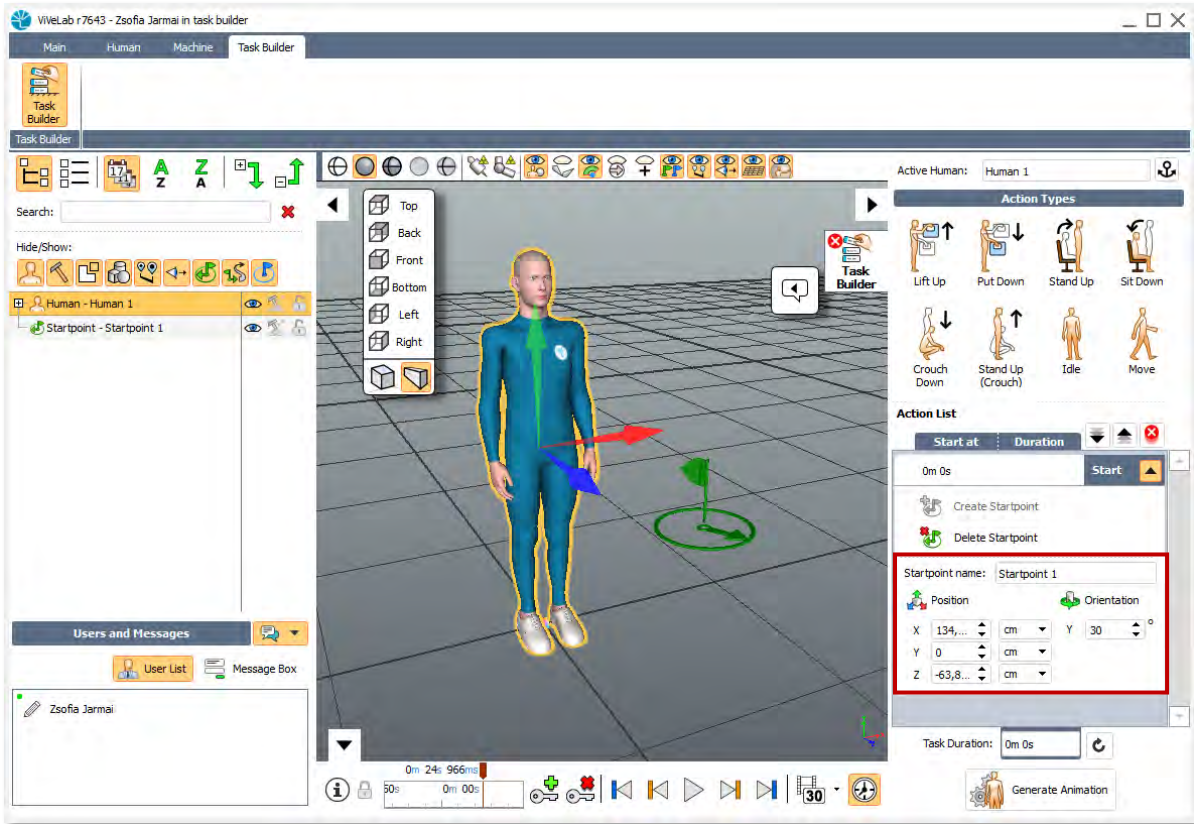 ViVeLab r7643 - Zsofia Jarmai in task builder
Main Human Machine Task Builder
Task
Builder
Task Builder
Search:
Hide/Show:
Human - Human 1
Startpoint - Startpoint 1
Users and Messages
User List Message Box
Zsofia Jarmai
Top
Back
Front
Bottom
Left
Right
Task
Builder
0m 24s 966ms
50s 0m 00s
30
Active Human: Human 1
Action Types
Lift Up Put Down Stand Up Sit Down
Crouch
Down
Stand Up
(Crouch)
Idle Move
Action List
Start at Duration
0m 0s Start
Create Startpoint
Delete Startpoint
Startpoint name: Startpoint 1
Position Orientation
X 134,... cm Y 30 °
Y 0 cm
Z -63,8... cm
Task Duration: 0m 0s
Generate Animation